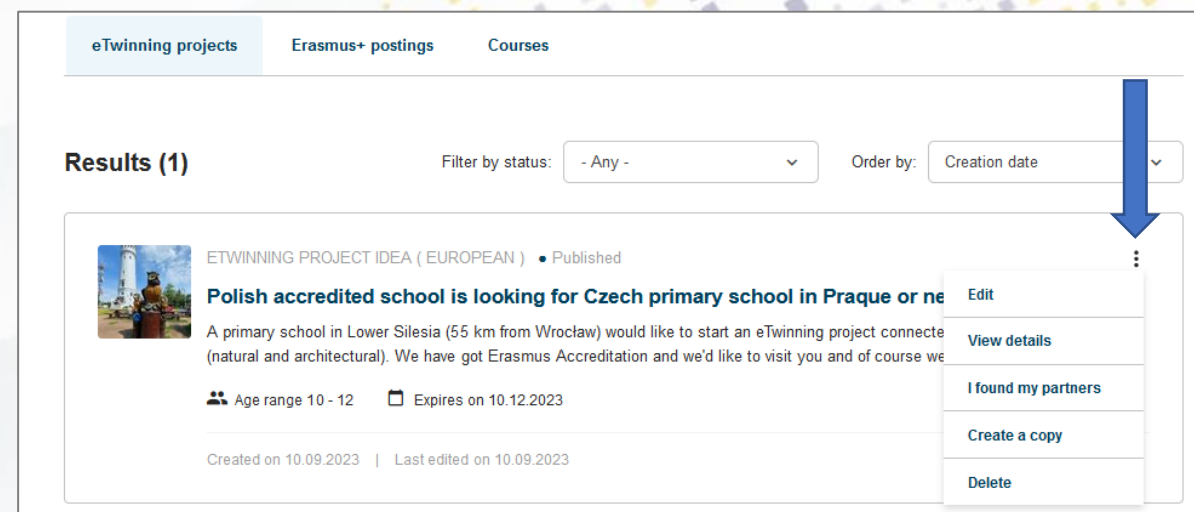 eTwinning projects Erasmus+ postings Courses
Results (1) Filter by status: - Any - Order by: Creation date
ETWINNING PROJECT IDEA ( EUROPEAN ) • Published
Polish accredited school is looking for Czech primary school in Praque or ne
A primary school in Lower Silesia (55 km from Wrocław) would like to start an eTwinning project connecte
(natural and architectural). We have got Erasmus Accreditation and we'd like to visit you and of course we
Age range 10 - 12 Expires on 10.12.2023
Created on 10.09.2023 | Last edited on 10.09.2023
Edit
View details
I found my partners
Create a copy
Delete